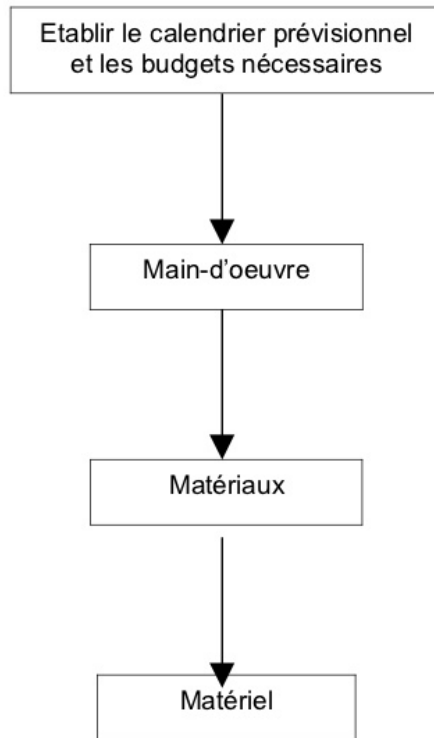 Etablir le calendrier prévisionnel
et les budgets nécessaires
Main-d'oeuvre
Matériaux
Matériel